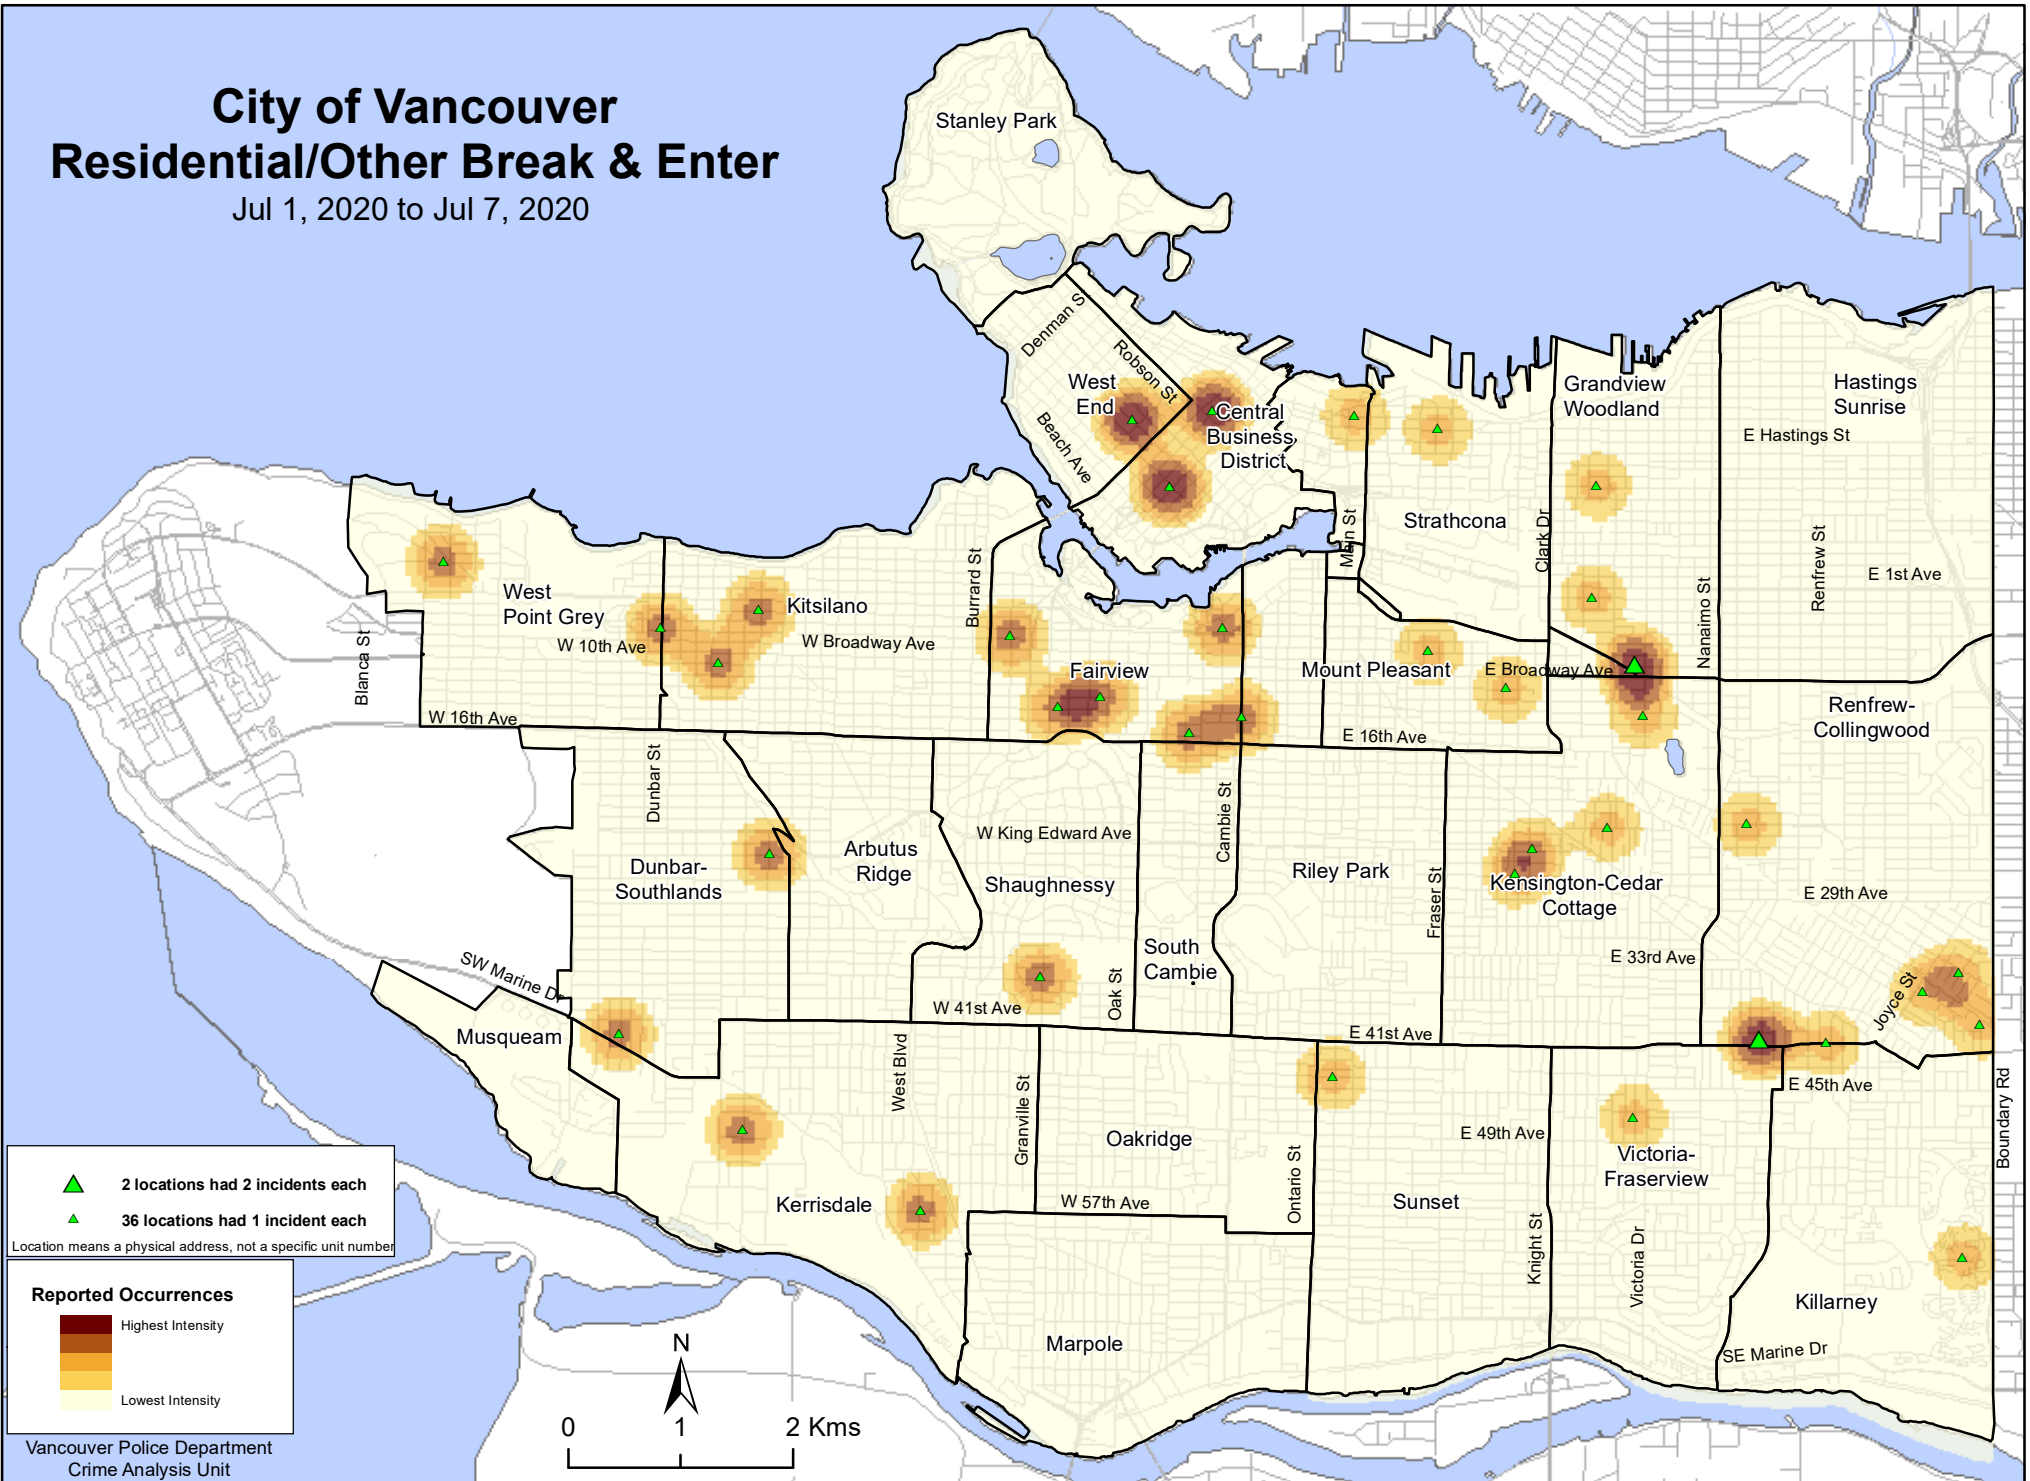 City of Vancouver
Residential/Other Break & Enter
Jul 1, 2020 to Jul 7, 2020
Stanley Park
Denman S
Robson St
West
End
Beach Ave
Central
Business
District
Grandview
Woodland
Hastings
Sunrise
E Hastings St
Strathcona
Main St
Clark Dr
Nanaimo St
Renfrew St
E 1st Ave
West
Point Grey
W 10th Ave
Blanca St
W 16th Ave
Kitsilano
W Broadway Ave
Burrard St
Fairview
Mount Pleasant
E Broadway Ave
E 16th Ave
Renfrew-
Collingwood
Dunbar St
Dunbar-
Southlands
Arbutus
Ridge
W King Edward Ave
Shaughnessy
Cambie St
Riley Park
Fraser St
Kensington-Cedar
Cottage
E 29th Ave
E 33rd Ave
South
Cambie
Oak St
W 41st Ave
E 41st Ave
Joyce St
SW Marine Dr
Musqueam
West Blvd
Granville St
Oakridge
Ontario St
E 49th Ave
E 45th Ave
Boundary Rd
Victoria-
Fraserview
Kerrisdale
W 57th Ave
Sunset
Knight St
Victoria Dr
Killarney
Marpole
SE Marine Dr
2 locations had 2 incidents each
36 locations had 1 incident each
Location means a physical address, not a specific unit number
Reported Occurrences
Highest Intensity
Lowest Intensity
Vancouver Police Department
Crime Analysis Unit
N
0 1 2 Kms